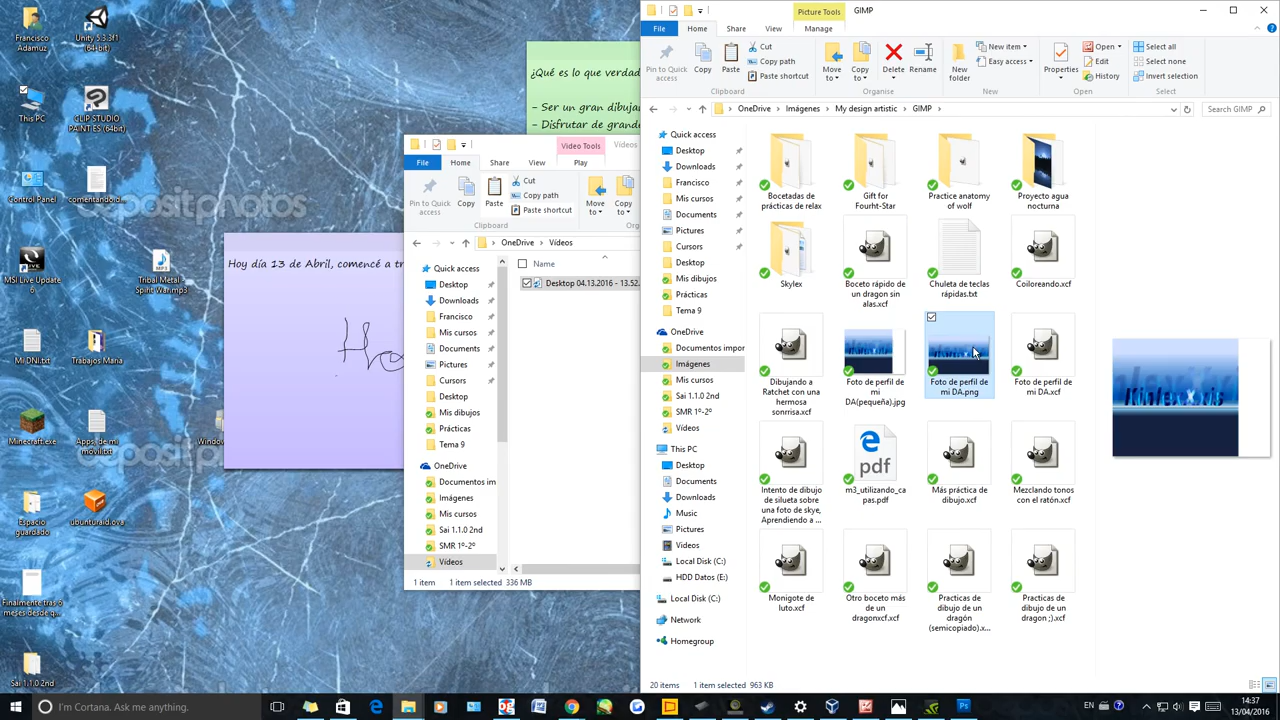 Francisco Adamuz
Unity 5.3.3f1 (64bit)
This PC
CLIP STUDIO PAINT ES (64bit)
Control Panel
comentando.d...
MSI Live Update 6
Tribal Metal - Spirit War.mp3
Mi DNI.txt
Trabajos Maria
Minecraft.exe
Apps. de mi móvil.txt
Window
Espacio guardado
ubunturaid.ova
Finalmente tras 6 meses desde q...
Sai 1.1.0 2nd
¿Qué es lo que verdad
- Ser un gran dibuja
- Disfrutar de grande
Hoy día 13 de Abril, comencé a tr
Video Tools
Vídeos
File
Home
Share
View
Play
Pin to Quick access
Copy
Paste
Cut
Copy path
Paste shortcut
Move to
Copy to
Clipboard
Org
OneDrive
Vídeos
Quick access
Desktop
Downloads
Francisco
Mis cursos
Documents
Pictures
Cursors
Desktop
Mis dibujos
Prácticas
Tema 9
OneDrive
Documentos im
Imágenes
Mis cursos
Sai 1.1.0 2nd
SMR 1º-2º
Vídeos
Name
Desktop 04.13.2016 - 13.52.
1 item
1 item selected 336 MB
Picture Tools
GIMP
File
Home
Share
View
Manage
Pin to Quick access
Copy
Paste
Cut
Copy path
Paste shortcut
Clipboard
Move to
Copy to
Delete
Rename
Organise
New folder
New item
Easy access
New
Properties
Open
Edit
History
Open
Select all
Select none
Invert selection
Select
OneDrive
Imágenes
My design artistic
GIMP
Search GIMP
Quick access
Desktop
Downloads
Francisco
Mis cursos
Documents
Pictures
Cursors
Desktop
Mis dibujos
Prácticas
Tema 9
OneDrive
Documentos impor
Imágenes
Mis cursos
Sai 1.1.0 2nd
SMR 1º-2º
Vídeos
This PC
Desktop
Documents
Downloads
Music
Pictures
Videos
Local Disk (C:)
HDD Datos (E:)
Local Disk (C:)
Network
Homegroup
Bocetadas de prácticas de relax
Gift for Fourht-Star
Practice anatomy of wolf
Proyecto agua nocturna
Skylex
Boceto rápido de un dragon sin alas.xcf
Chuleta de teclas rápidas.txt
Coiloreando.xcf
Dibujando a Ratchet con una hermosa sonrrisa.xcf
Foto de perfil de mi DA(pequeña).jpg
Foto de perfil de mi DA.png
Foto de perfil de mi DA.xcf
Intento de dibujo de silueta sobre una foto de skye, Aprendiendo a ...
pdf
m3_utilizando_capas.pdf
Más práctica de dibujo.xcf
Mezclando tonos con el ratón.xcf
Monigote de luto.xcf
Otro boceto más de un dragonxcf.xcf
Practicas de dibujo de un dragón (semicopiado).x...
Practicas de dibujo de un dragon ;).xcf
20 items
1 item selected 963 KB
I'm Cortana. Ask me anything.
EN
14:37
13/04/2016